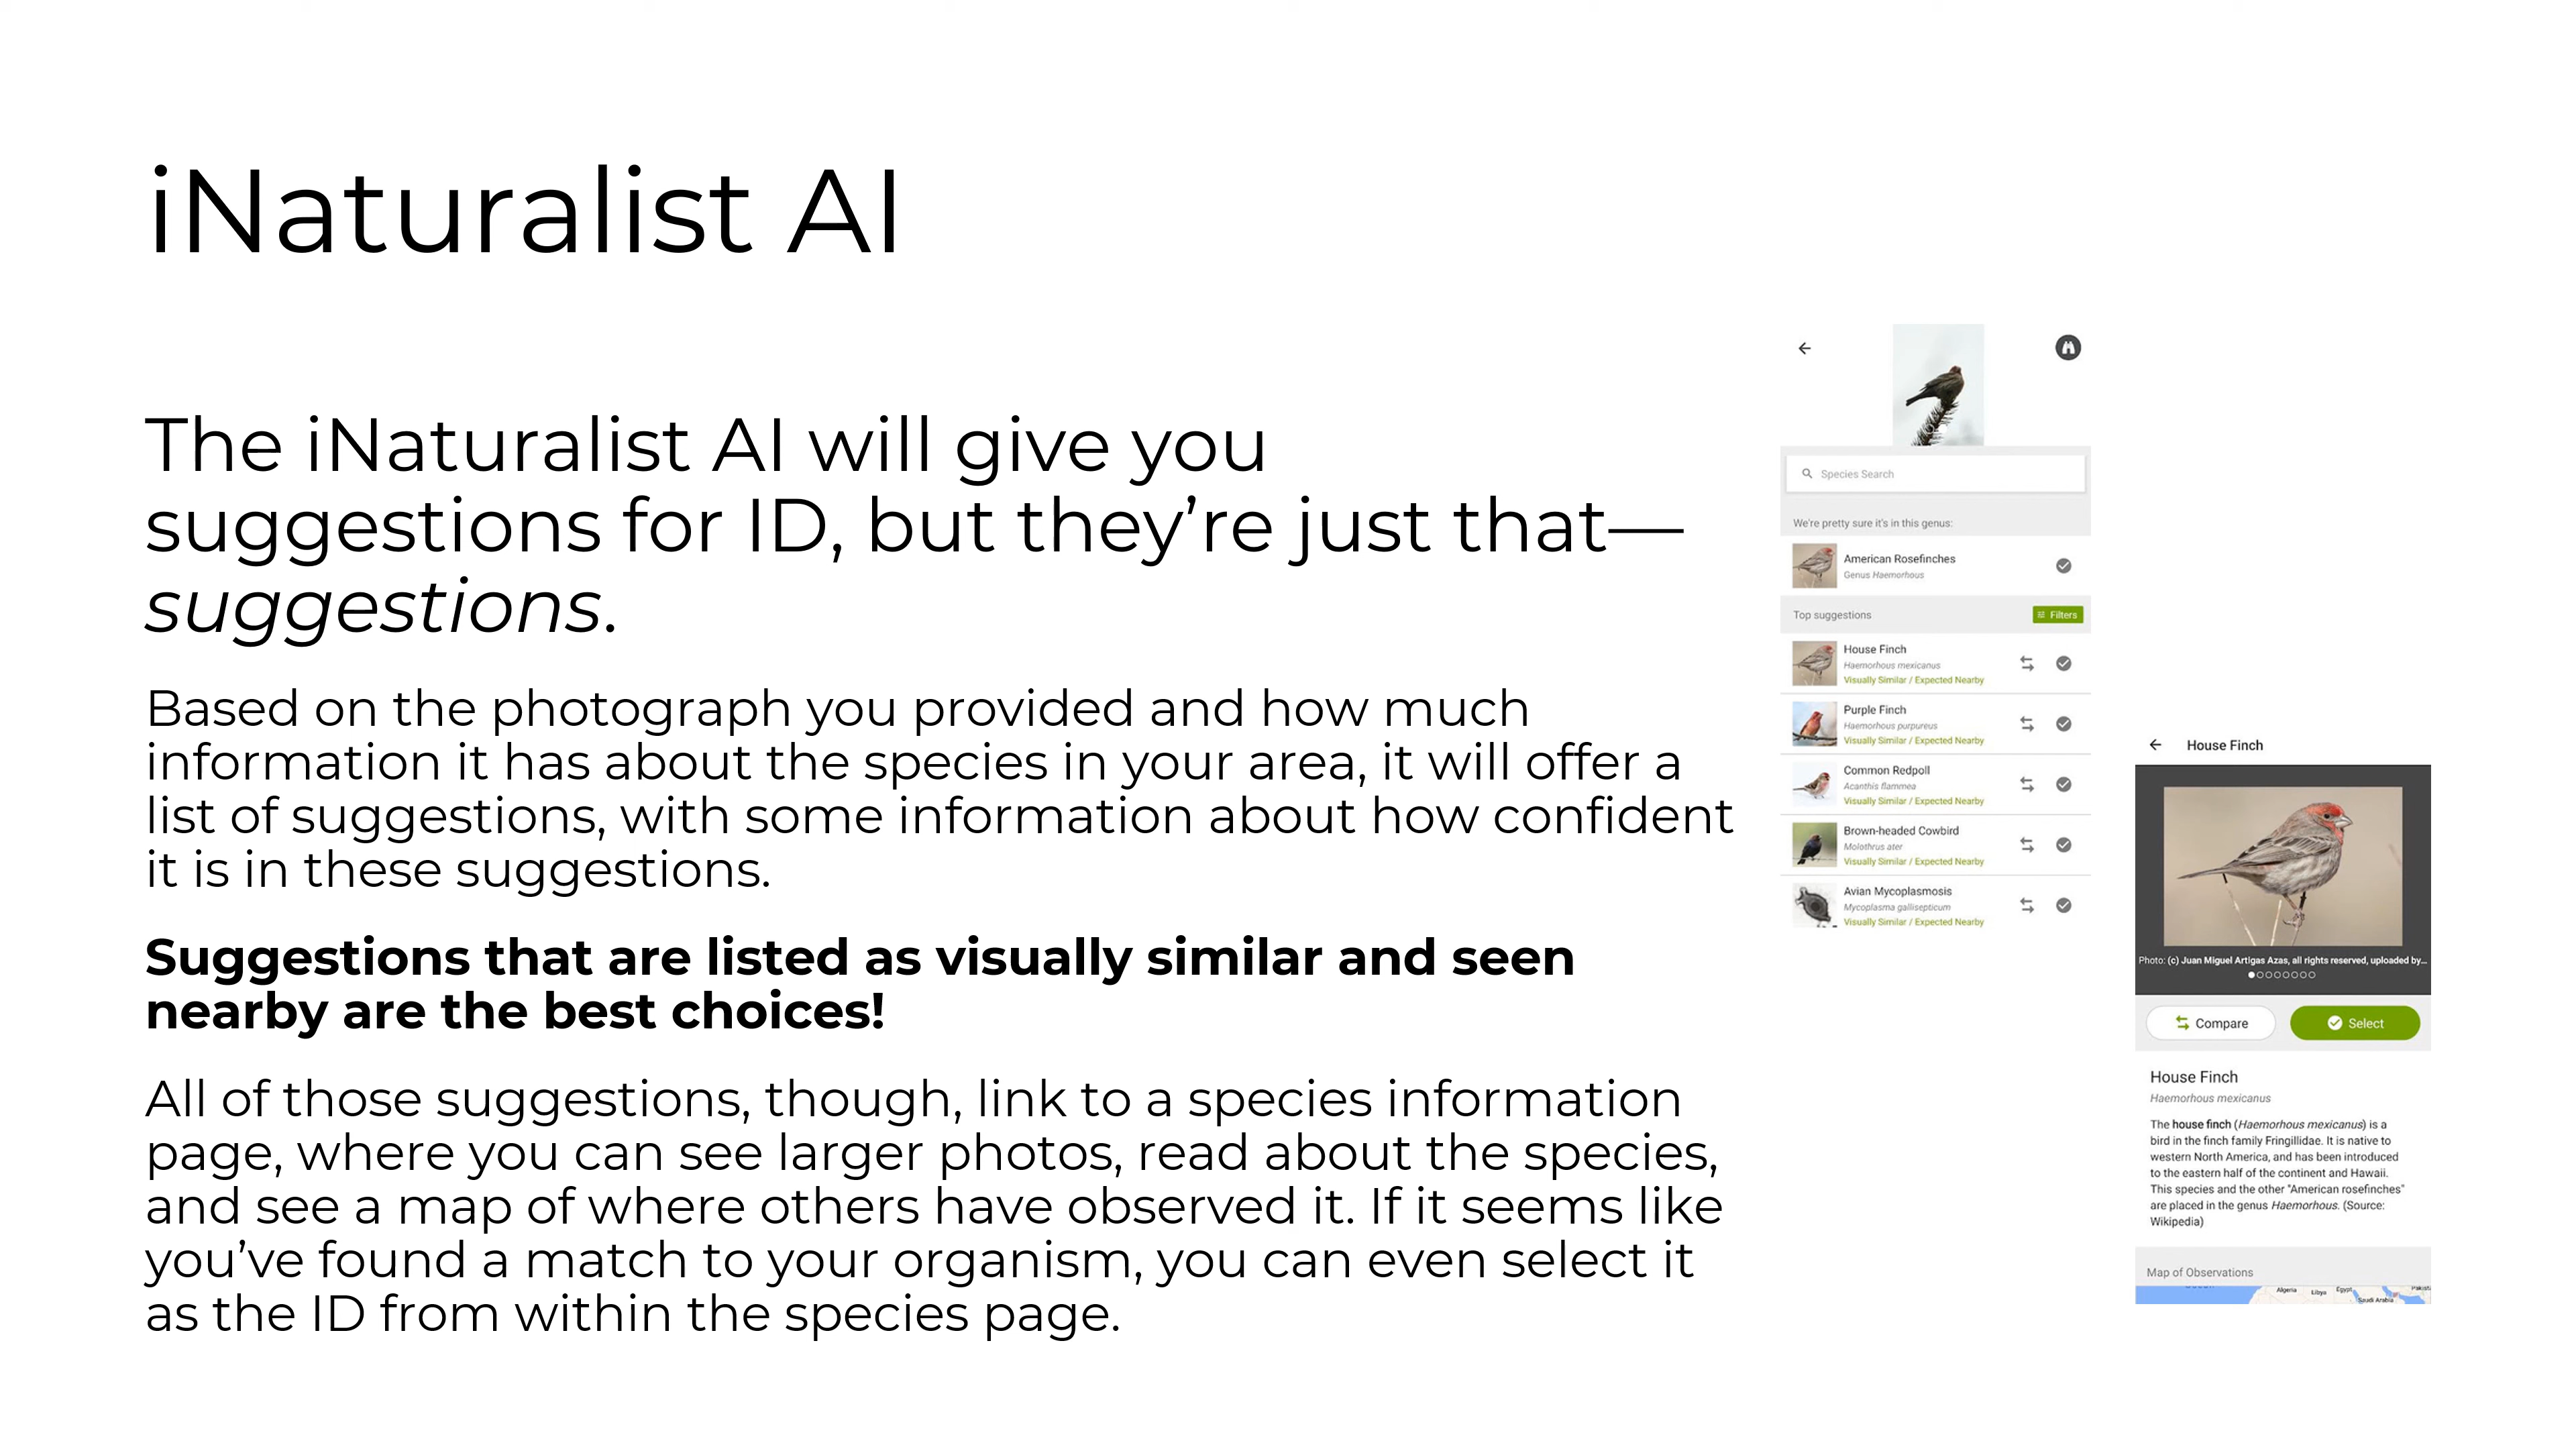 iNaturalist AI
The iNaturalist AI will give you
suggestions for ID, but they’re just that—
suggestions.
Based on the photograph you provided and how much
information it has about the species in your area, it will offer a
list of suggestions, with some information about how confident
it is in these suggestions.
Suggestions that are listed as visually similar and seen
nearby are the best choices!
All of those suggestions, though, link to a species information
page, where you can see larger photos, read about the species,
and see a map of where others have observed it. If it seems like
you’ve found a match to your organism, you can even select it
as the ID from within the species page.
Species Search
We're pretty sure it's in this genus:
American Rosefinches
Genus Haemorhous
Top suggestions
Filters
House Finch
Haemorhous mexicanus
Visually Similar / Expected Nearby
Purple Finch
Haemorhous purpureus
Visually Similar / Expected Nearby
Common Redpoll
Acanthis flammea
Visually Similar / Expected Nearby
Brown-headed Cowbird
Molothrus ater
Visually Similar / Expected Nearby
Avian Mycoplasmosis
Mycoplasma gallisepticum
Visually Similar / Expected Nearby
House Finch
Photo: (c) Juan Miguel Artigas Azas, all rights reserved, uploaded by...
Compare
Select
House Finch
Haemorhous mexicanus
The house finch (Haemorhous mexicanus) is a
bird in the finch family Fringillidae. It is native to
western North America, and has been introduced
to the eastern half of the continent and Hawaii.
This species and the other "American rosefinches"
are placed in the genus Haemorhous. (Source:
Wikipedia)
Map of Observations
Algeria
Libya
Egypt
Saudi Arabia